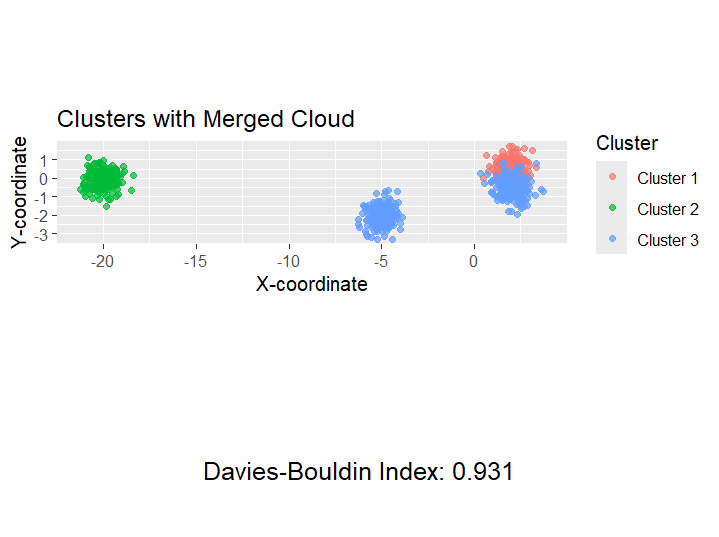 Clusters with Merged Cloud
Y-coordinate
1
0
-1
-2
-3
-20
-15
-10
-5
0
X-coordinate
Cluster
Cluster 1
Cluster 2
Cluster 3
Davies-Bouldin Index: 0.931